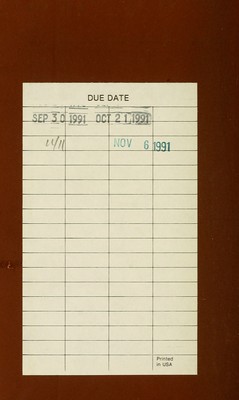 DUE DATE
SEP 30 1991 OCT 21 1991
11/11 NOV 6 1991
Printed
in USA